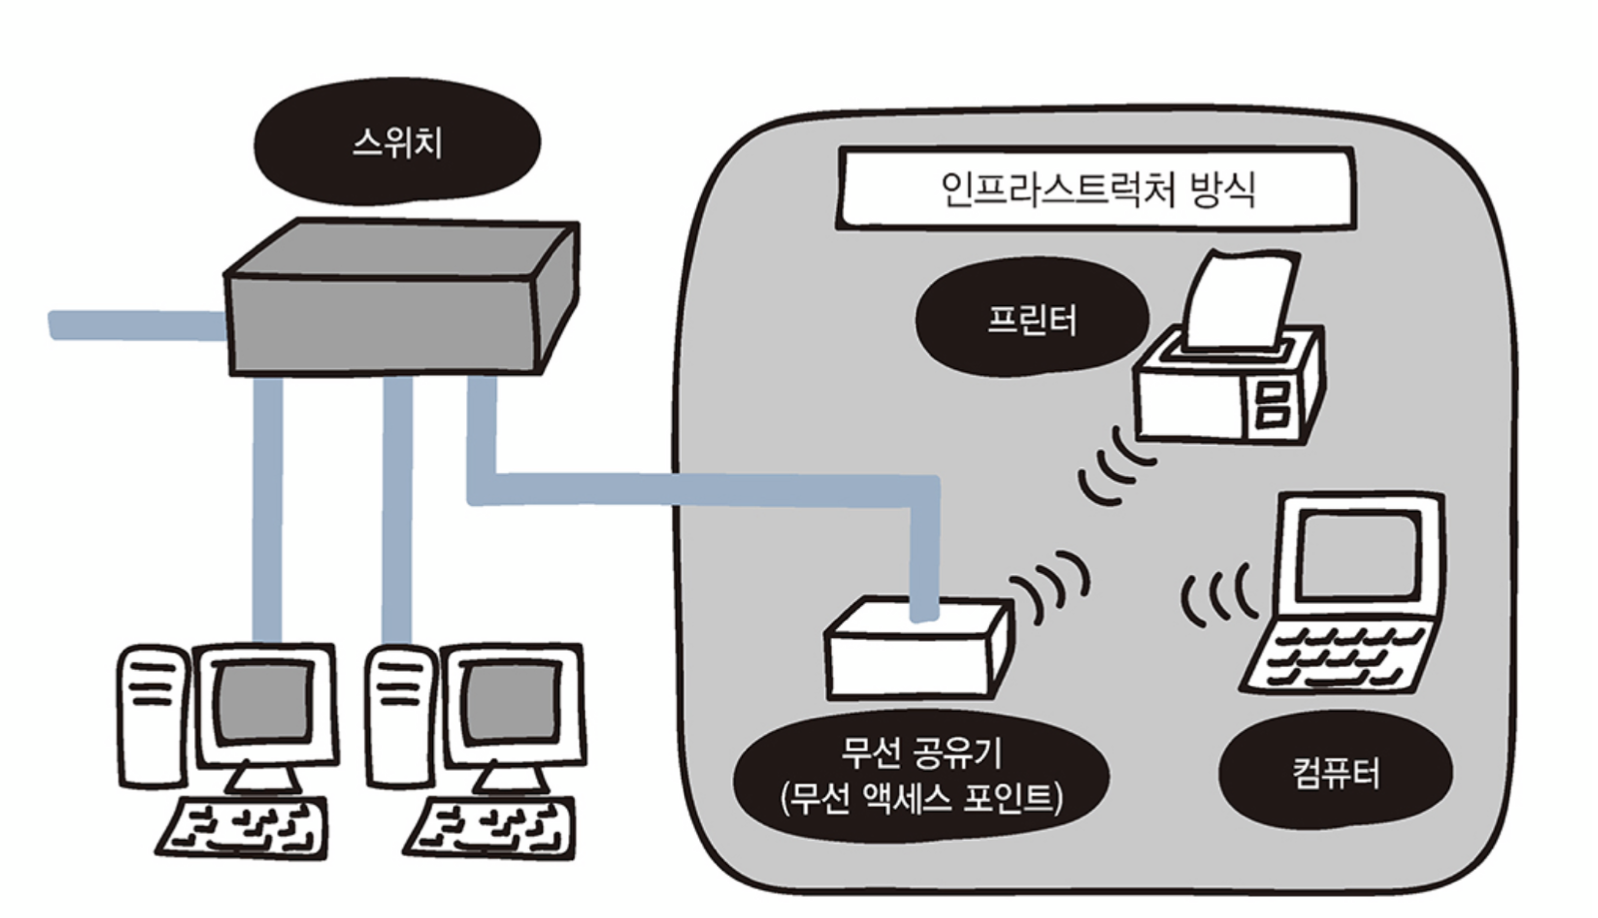 스위치
인프라스트럭처 방식
프린터
무선 공유기
(무선 액세스 포인트)
컴퓨터